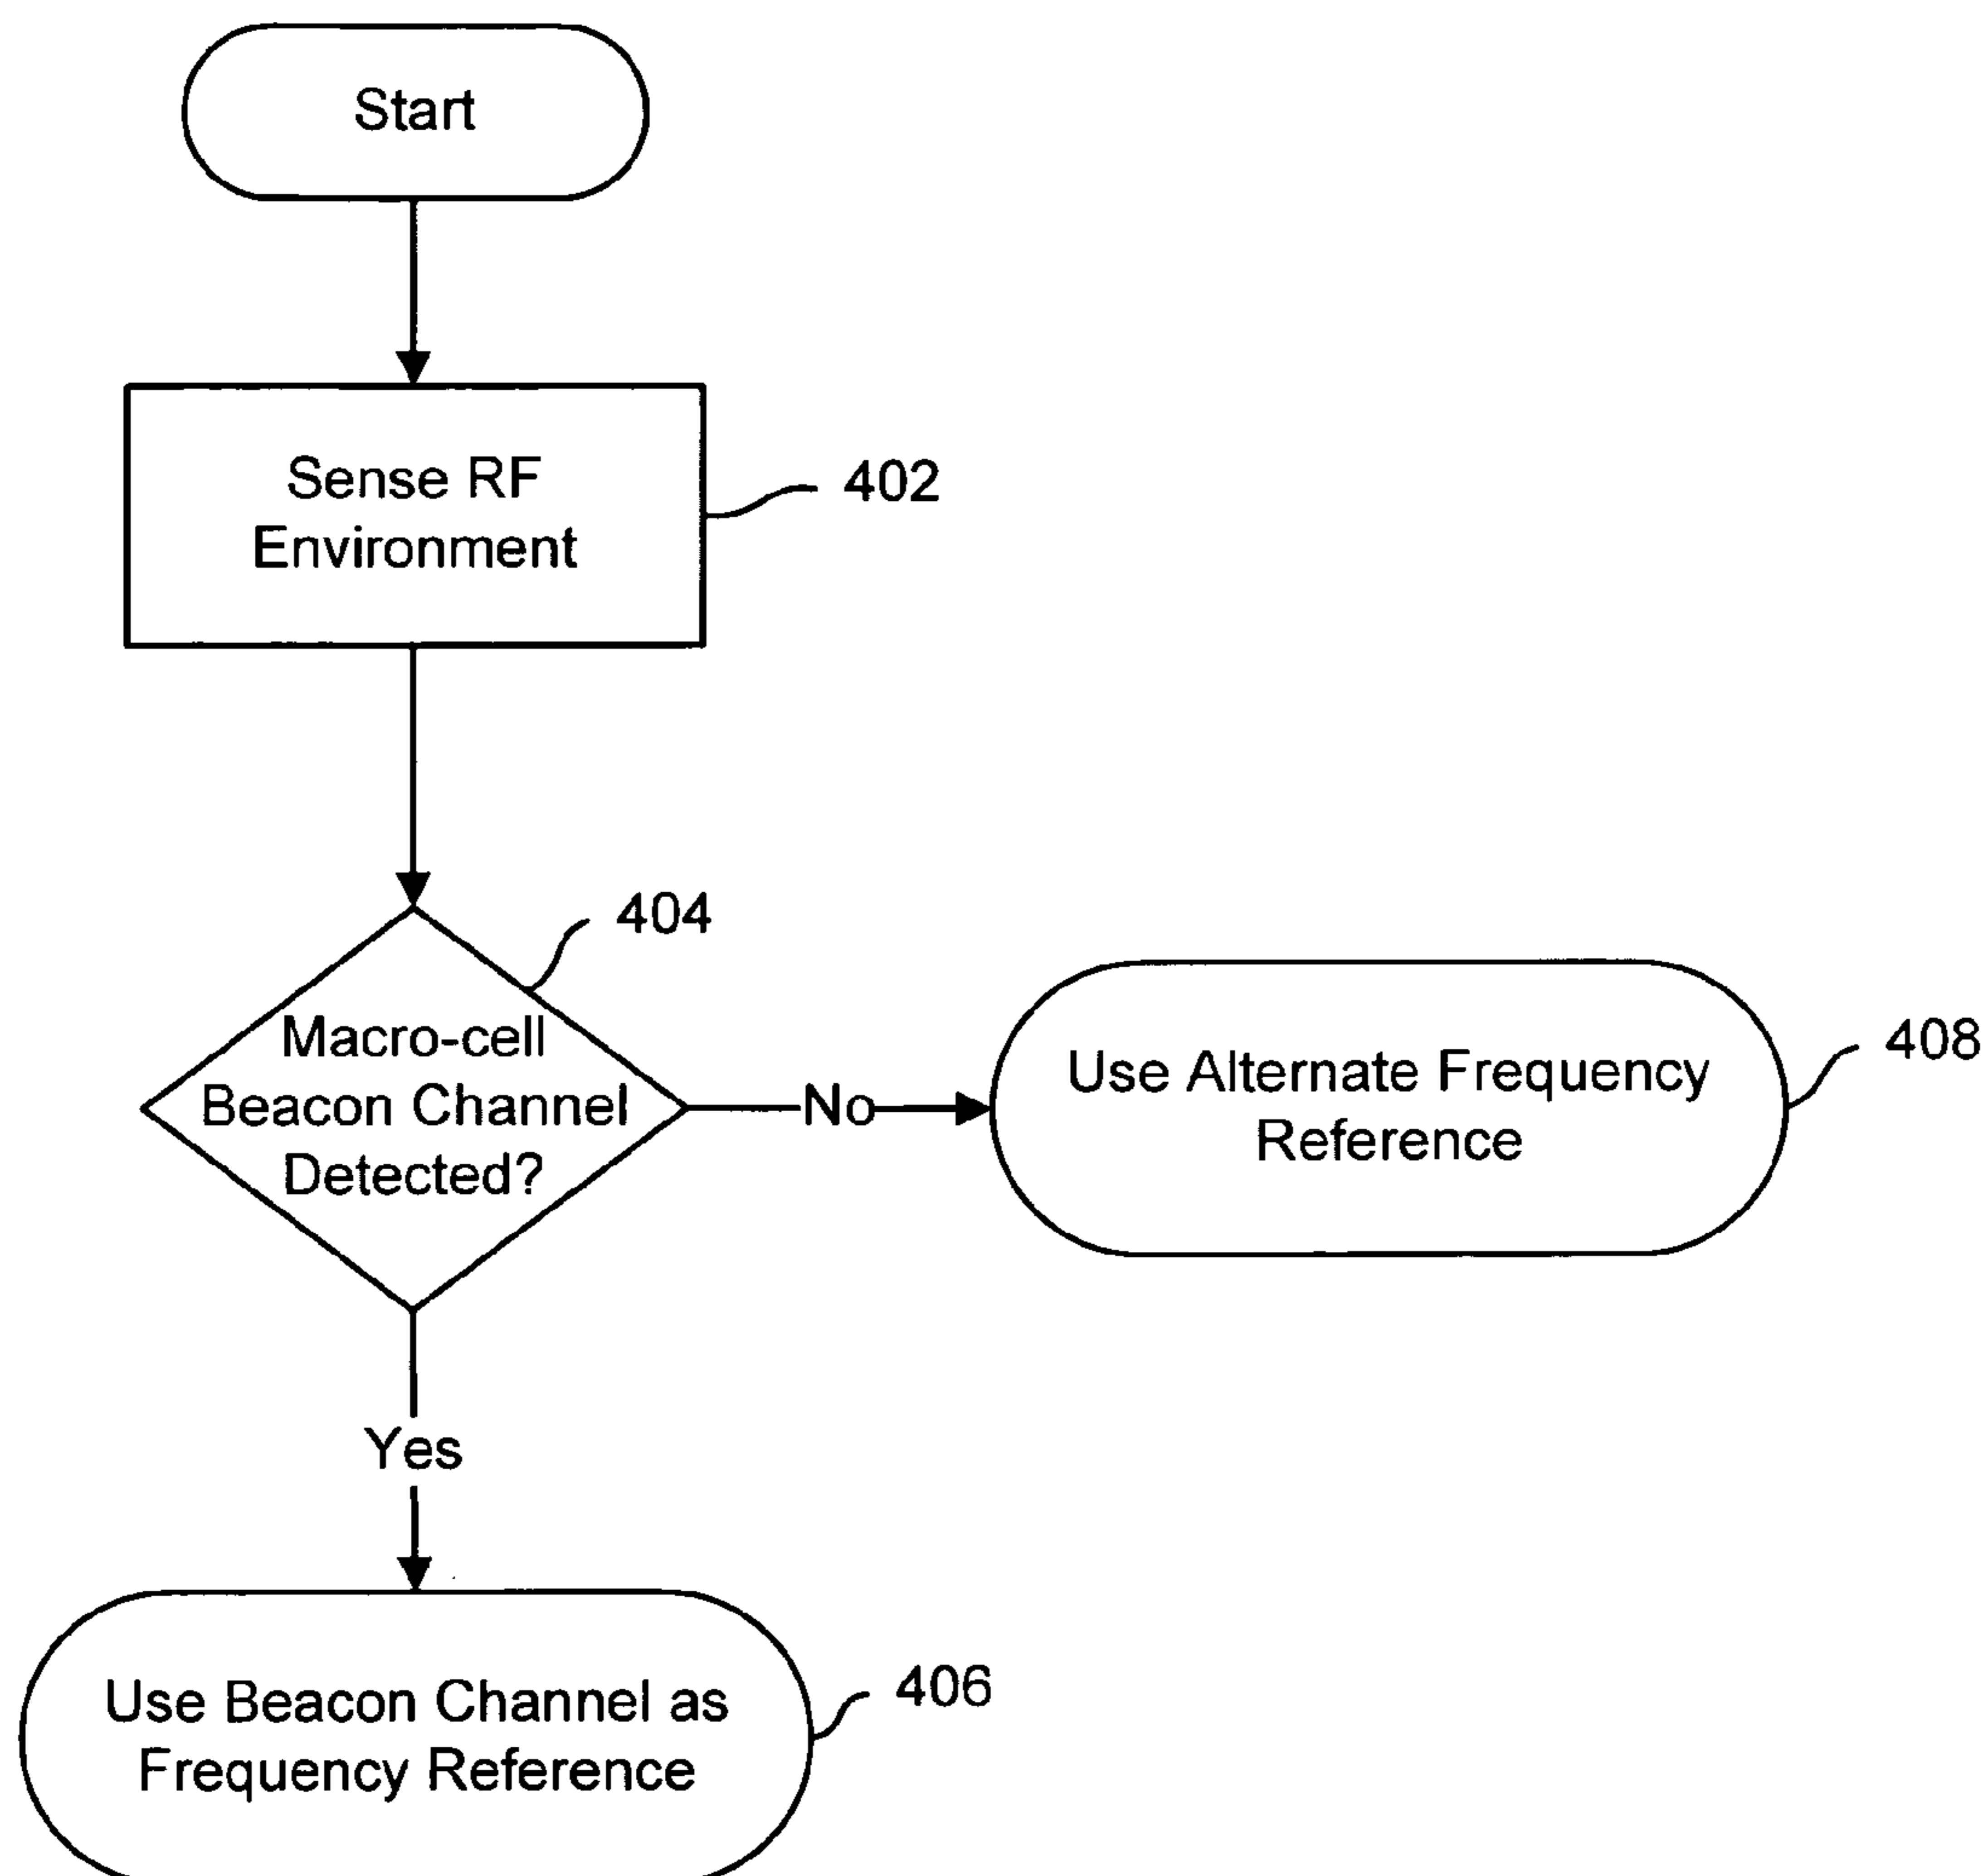 Start
Sense RF
Environment
402
404
Macro-cell
Beacon Channel
Detected?
No
Use Alternate Frequency
Reference
408
Yes
Use Beacon Channel as
Frequency Reference
406